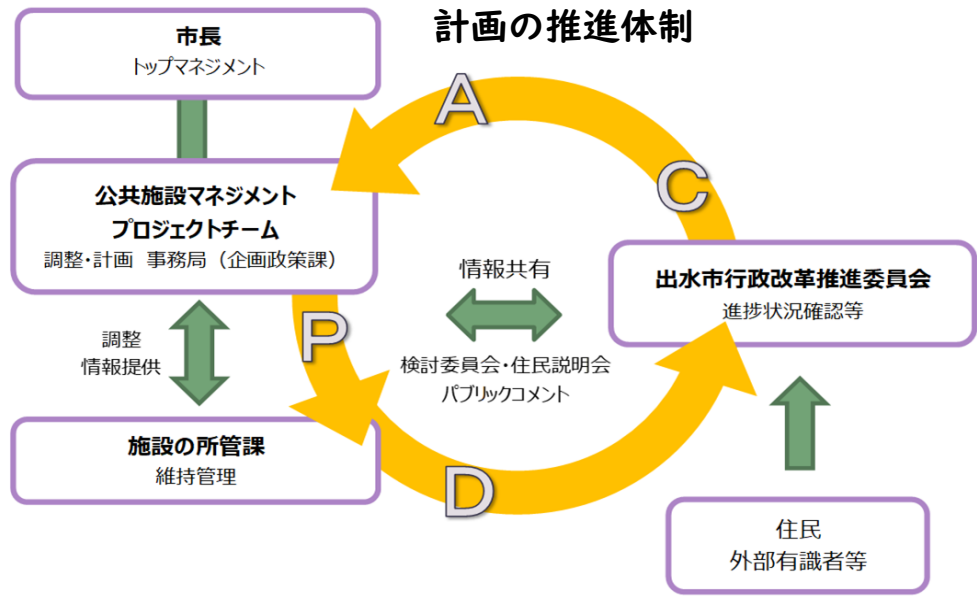 計画の推進体制
市長
トップマネジメント
公共施設マネジメント
プロジェクトチーム
調整・計画 事務局（企画政策課）
調整
情報提供
施設の所管課
維持管理
A
C
P
D
情報共有
検討委員会・住民説明会
パブリックコメント
出水市行政改革推進委員会
進捗状況確認等
住民
外部有識者等